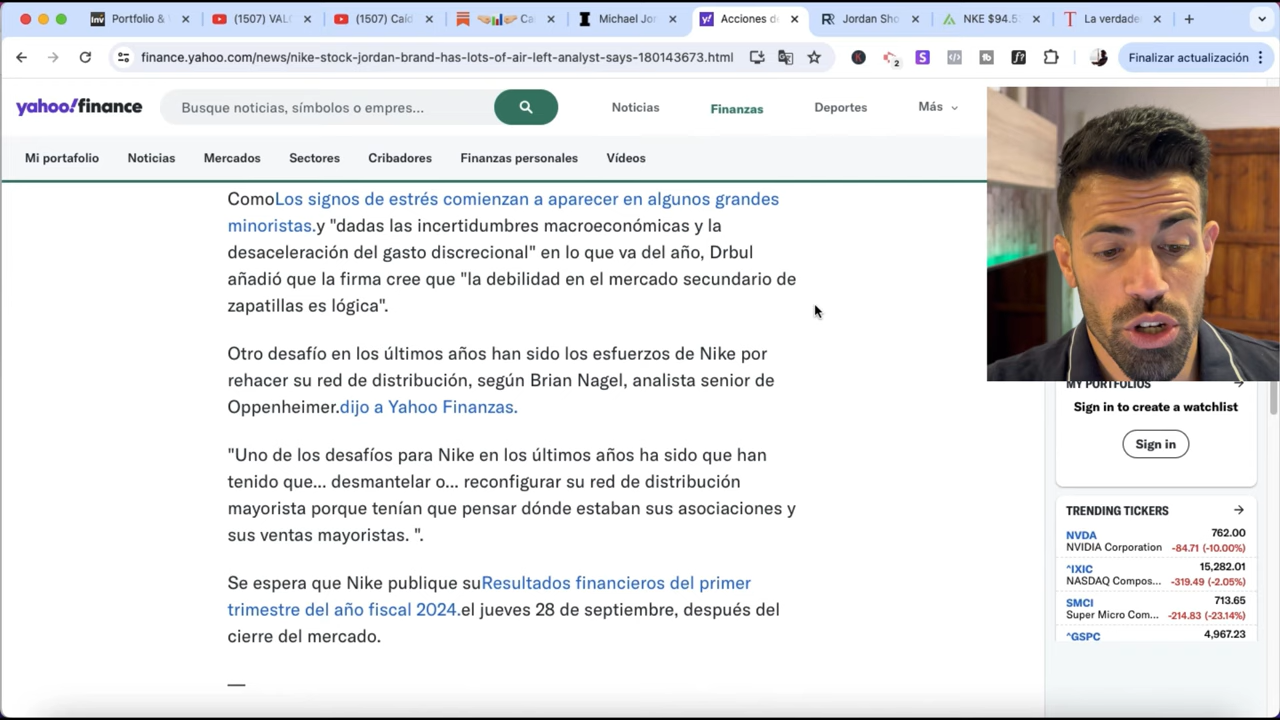 Portfolio &
(1507) VAL
(1507) Caíd
Ca
Michael Jor
Acciones d
Jordan Sho
NKE $94.5
La verdade
finance.yahoo.com/news/nike-stock-jordan-brand-has-lots-of-air-left-analyst-says-180143673.html
2
Finalizar actualización
yahoo!finance
Busque noticias, símbolos o empres...
Noticias
Finanzas
Deportes
Más
Mi portafolio
Noticias
Mercados
Sectores
Cribadores
Finanzas personales
Vídeos
ComoLos signos de estrés comienzan a aparecer en algunos grandes
minoristas.y "dadas las incertidumbres macroeconómicas y la
desaceleración del gasto discrecional" en lo que va del año, Drbul
añadió que la firma cree que "la debilidad en el mercado secundario de
zapatillas es lógica".
Otro desafío en los últimos años han sido los esfuerzos de Nike por
rehacer su red de distribución, según Brian Nagel, analista senior de
Oppenheimer.dijo a Yahoo Finanzas.
"Uno de los desafíos para Nike en los últimos años ha sido que han
tenido que... desmantelar o... reconfigurar su red de distribución
mayorista porque tenían que pensar dónde estaban sus asociaciones y
sus ventas mayoristas. ".
Se espera que Nike publique suResultados financieros del primer
trimestre del año fiscal 2024.el jueves 28 de septiembre, después del
cierre del mercado.
—
MY PORTFOLIOS
Sign in to create a watchlist
Sign in
TRENDING TICKERS
NVDA 762.00
NVIDIA Corporation -84.71 (-10.00%)
^IXIC 15,282.01
NASDAQ Compos... -319.49 (-2.05%)
SMCI 713.65
Super Micro Com... -214.83 (-23.14%)
^GSPC 4,967.23